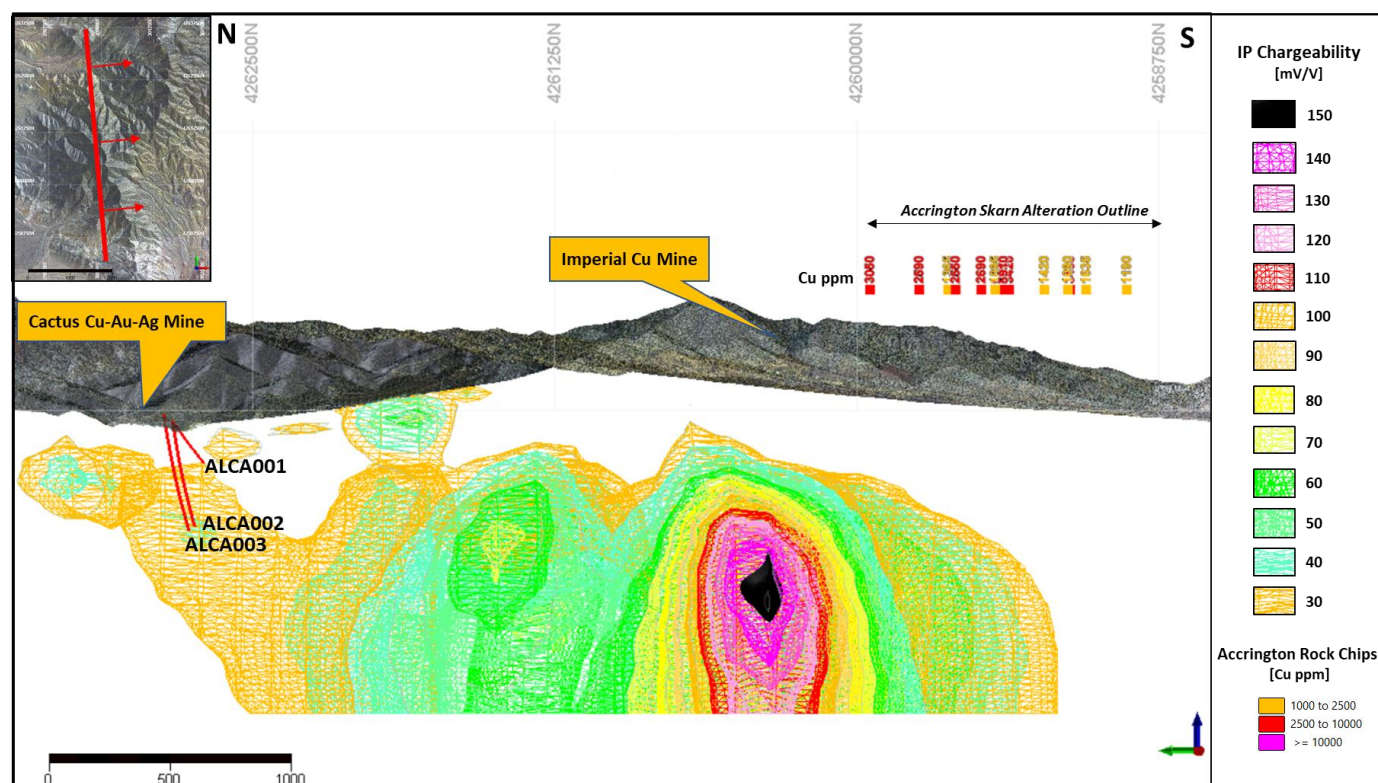 N
S
4262500N
4261250N
4260000N
4258750N
Accrington Skarn Alteration Outline
Cu ppm
3060
2690
2690
1420
1835
1190
Imperial Cu Mine
Cactus Cu-Au-Ag Mine
ALCA001
ALCA002
ALCA003
0
500
1000
IP Chargeability
[mV/V]
150
140
130
120
110
100
90
80
70
60
50
40
30
Accrington Rock Chips
[Cu ppm]
1000 to 2500
2500 to 10000
>= 10000